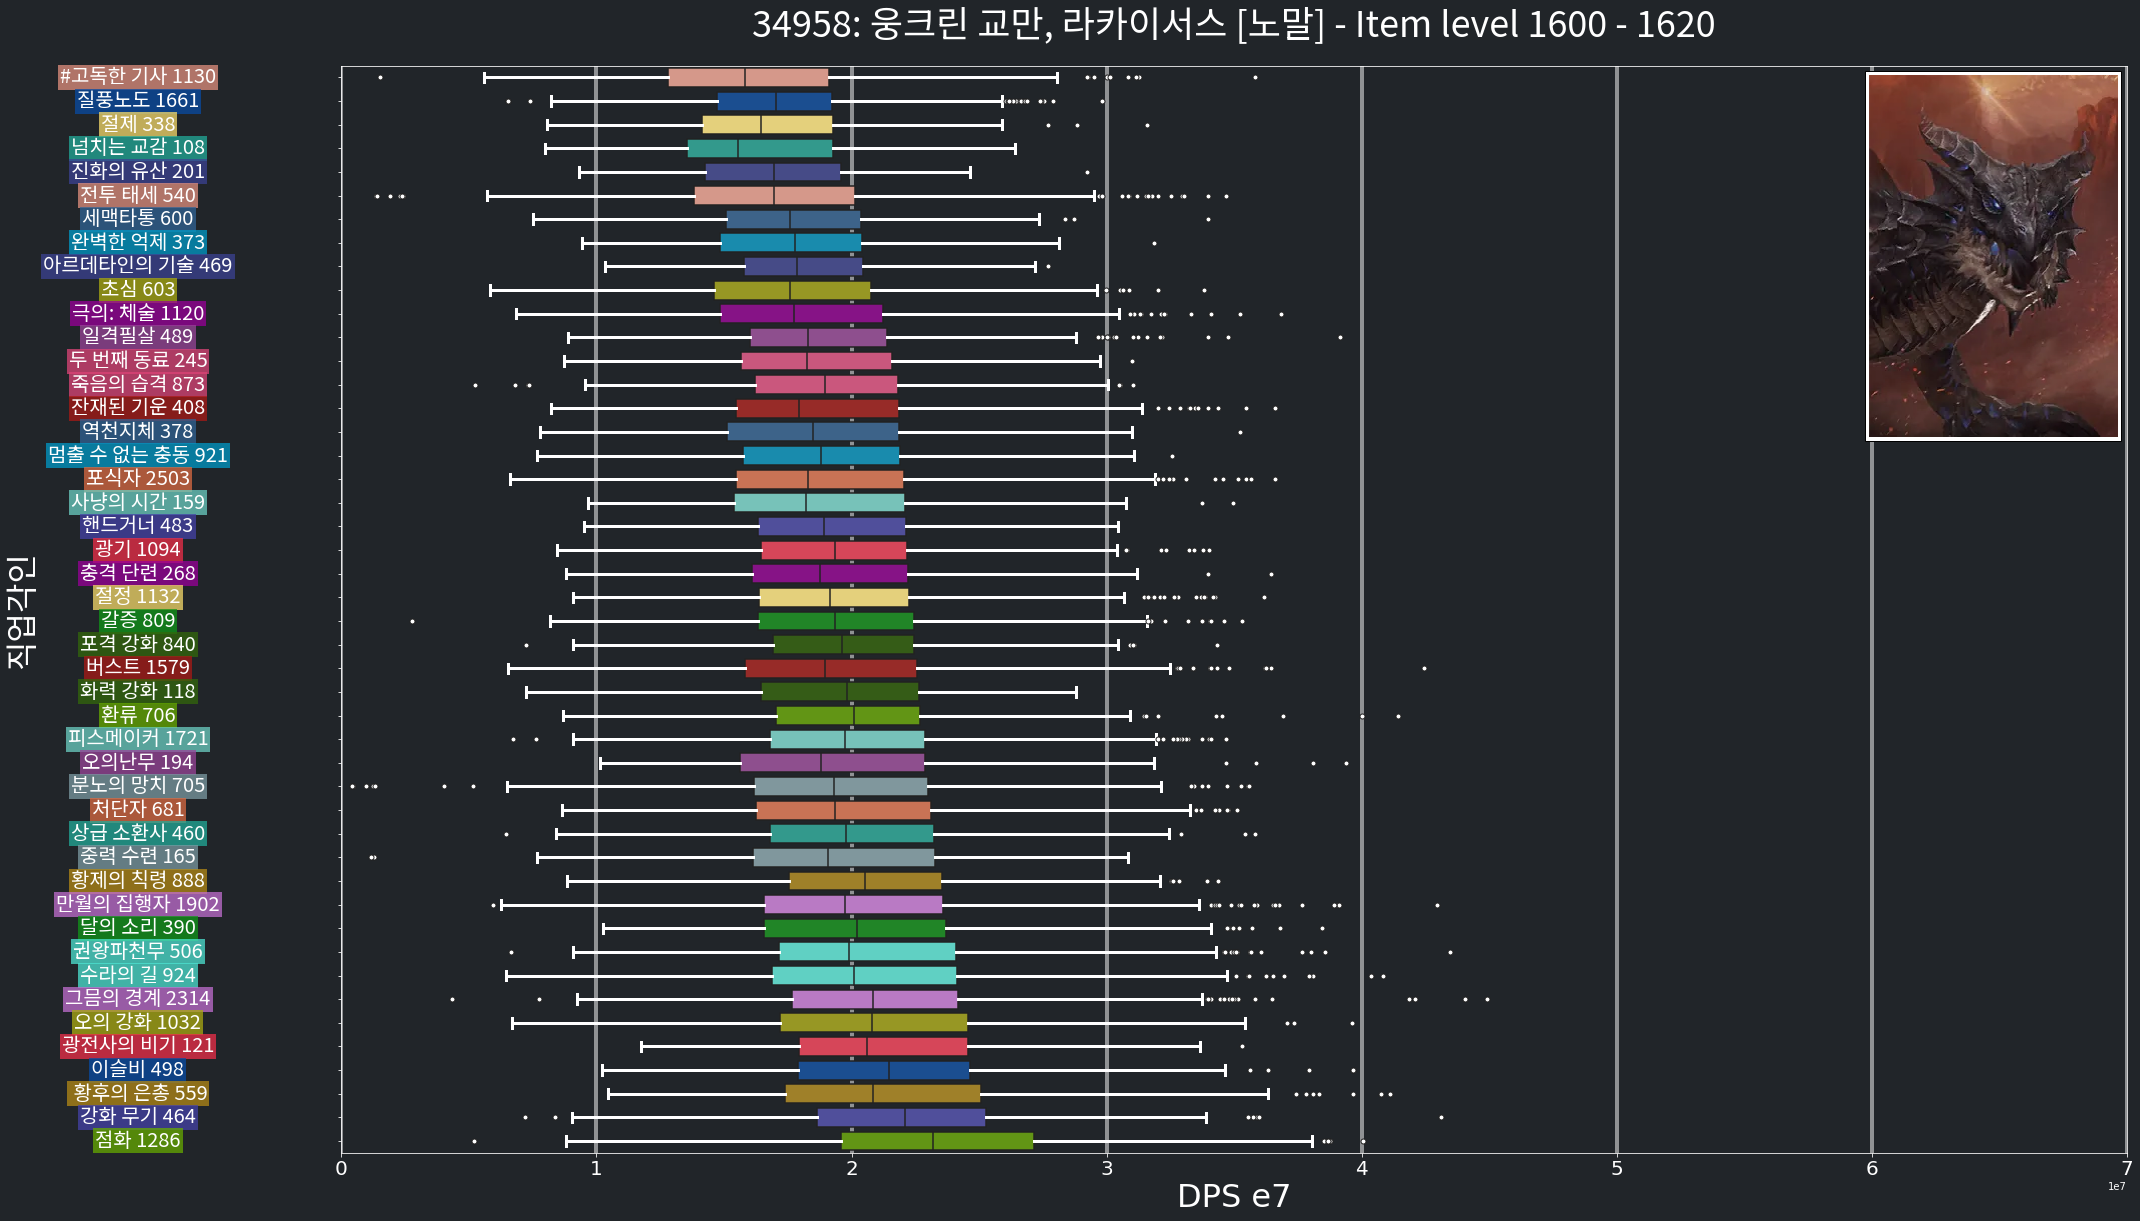 34958: 웅크린 교만, 라카이서스 [노말] - Item level 1600 - 1620
#고독한 기사 1130
질풍노도 1661
절제 338
넘치는 교감 108
진화의 유산 201
전투 태세 540
세맥타통 600
완벽한 억제 373
아르데타인의 기술 469
초심 603
극의: 체술 1120
일격필살 489
두 번째 동료 245
죽음의 습격 873
잔재된 기운 408
역천지체 378
멈출 수 없는 충동 921
포식자 2503
사냥의 시간 159
핸드거너 483
광기 1094
충격 단련 268
절정 1132
갈증 809
포격 강화 840
버스트 1579
화력 강화 118
환류 706
피스메이커 1721
오의난무 194
분노의 망치 705
처단자 681
상급 소환사 460
중력 수련 165
황제의 칙령 888
만월의 집행자 1902
달의 소리 390
권왕파천무 506
수라의 길 924
그믐의 경계 2314
오의 강화 1032
광전사의 비기 121
이슬비 498
황후의 은총 559
강화 무기 464
점화 1286
직업각인
0 1 2 3 4 5 6 7
1e7
DPS e7